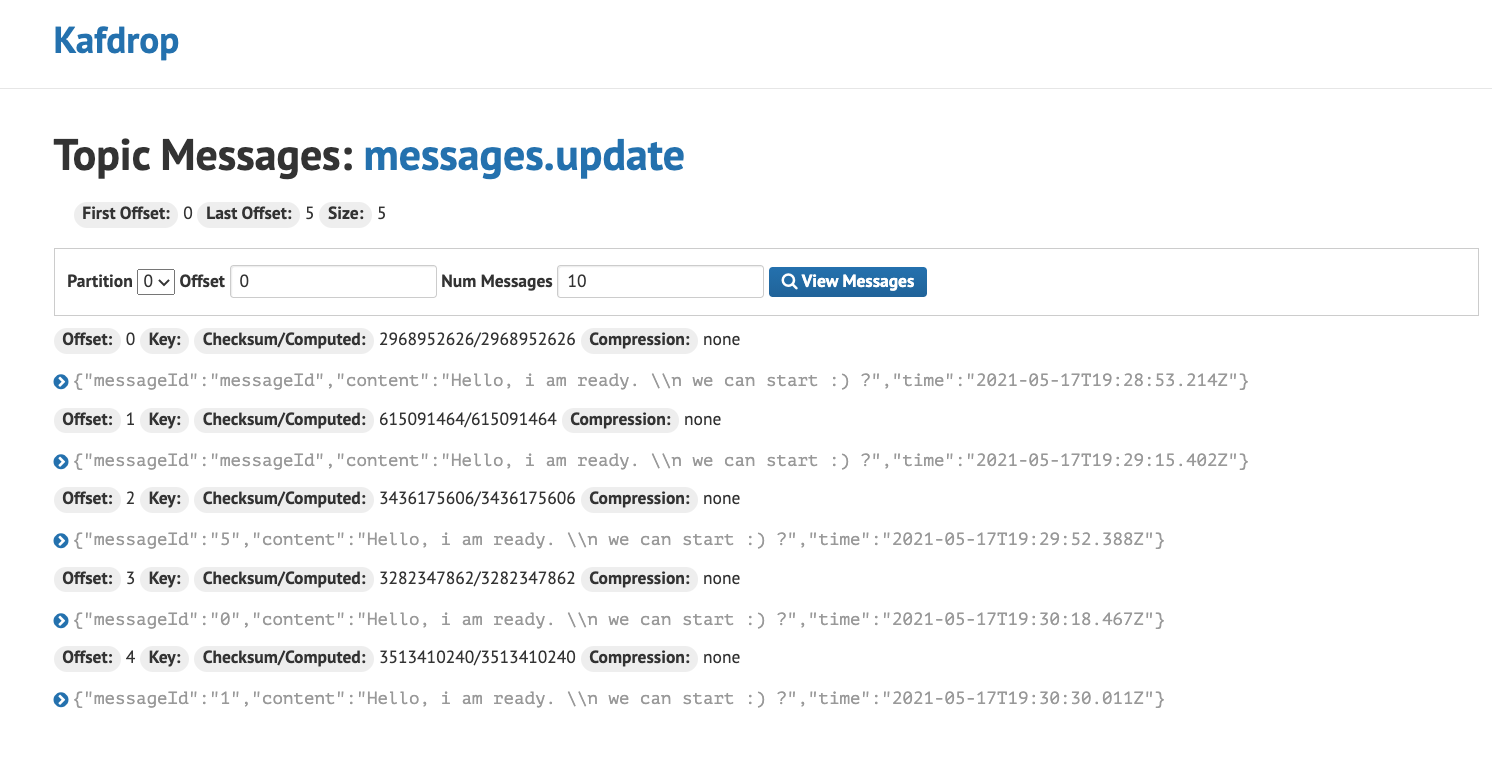 Kafdrop
Topic Messages: messages.update
First Offset: 0 Last Offset: 5 Size: 5
Partition 0 Offset 0 Num Messages 10 View Messages
Offset: 0 Key: Checksum/Computed: 2968952626/2968952626 Compression: none
{"messageId":"messageId","content":"Hello, i am ready. \\n we can start :) ?","time":"2021-05-17T19:28:53.214Z"}
Offset: 1 Key: Checksum/Computed: 615091464/615091464 Compression: none
{"messageId":"messageId","content":"Hello, i am ready. \\n we can start :) ?","time":"2021-05-17T19:29:15.402Z"}
Offset: 2 Key: Checksum/Computed: 3436175606/3436175606 Compression: none
{"messageId":"5","content":"Hello, i am ready. \\n we can start :) ?","time":"2021-05-17T19:29:52.388Z"}
Offset: 3 Key: Checksum/Computed: 3282347862/3282347862 Compression: none
{"messageId":"0","content":"Hello, i am ready. \\n we can start :) ?","time":"2021-05-17T19:30:18.467Z"}
Offset: 4 Key: Checksum/Computed: 3513410240/3513410240 Compression: none
{"messageId":"1","content":"Hello, i am ready. \\n we can start :) ?","time":"2021-05-17T19:30:30.011Z"}